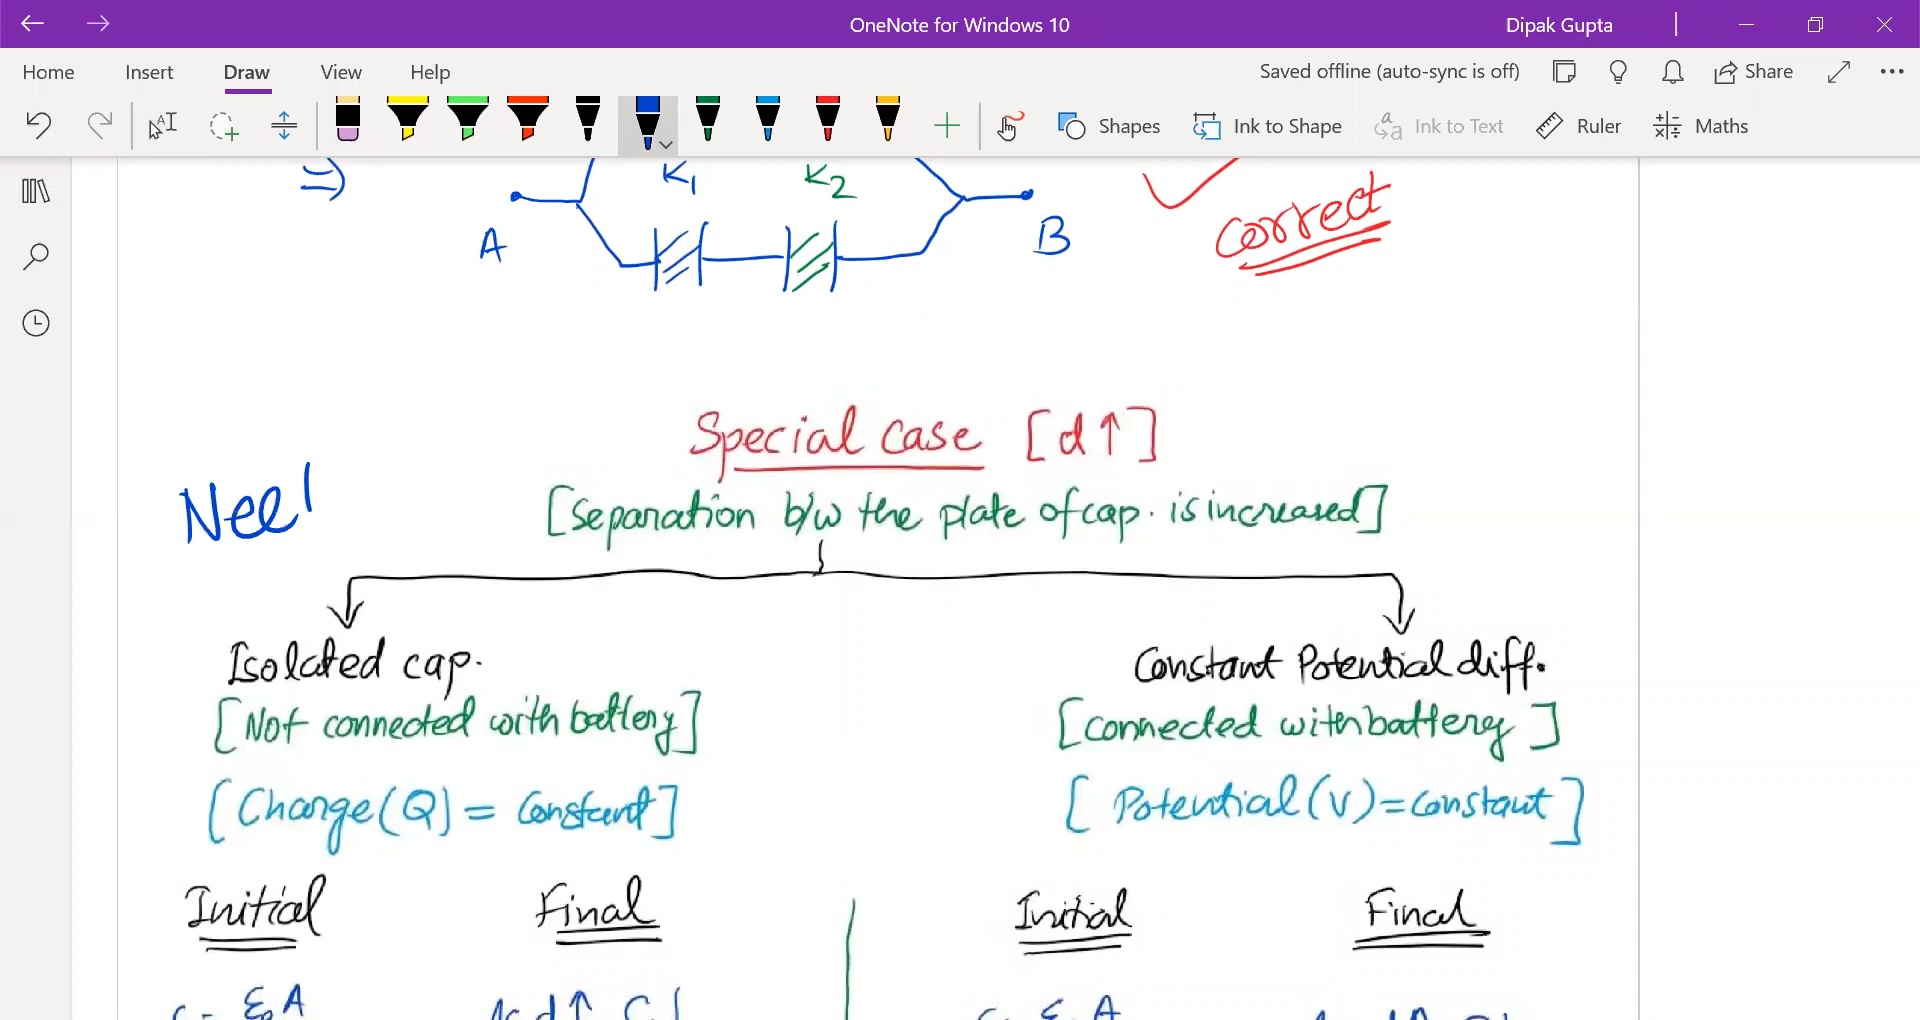 OneNote for Windows 10
Dipak Gupta
Home Insert Draw View Help
Saved offline (auto-sync is off) Share
Shapes Ink to Shape Ink to Text Ruler Maths
=)
K1 K2
A B
correct
Special case [d↑]
[Separation b/w the plate of cap. is increased]
Isolated cap.
[Not connected with battery]
[Charge(Q) = Constant]
Initial Final
Constant Potential diff.
[Connected with battery]
[Potential(V)=Constant]
Initial Final